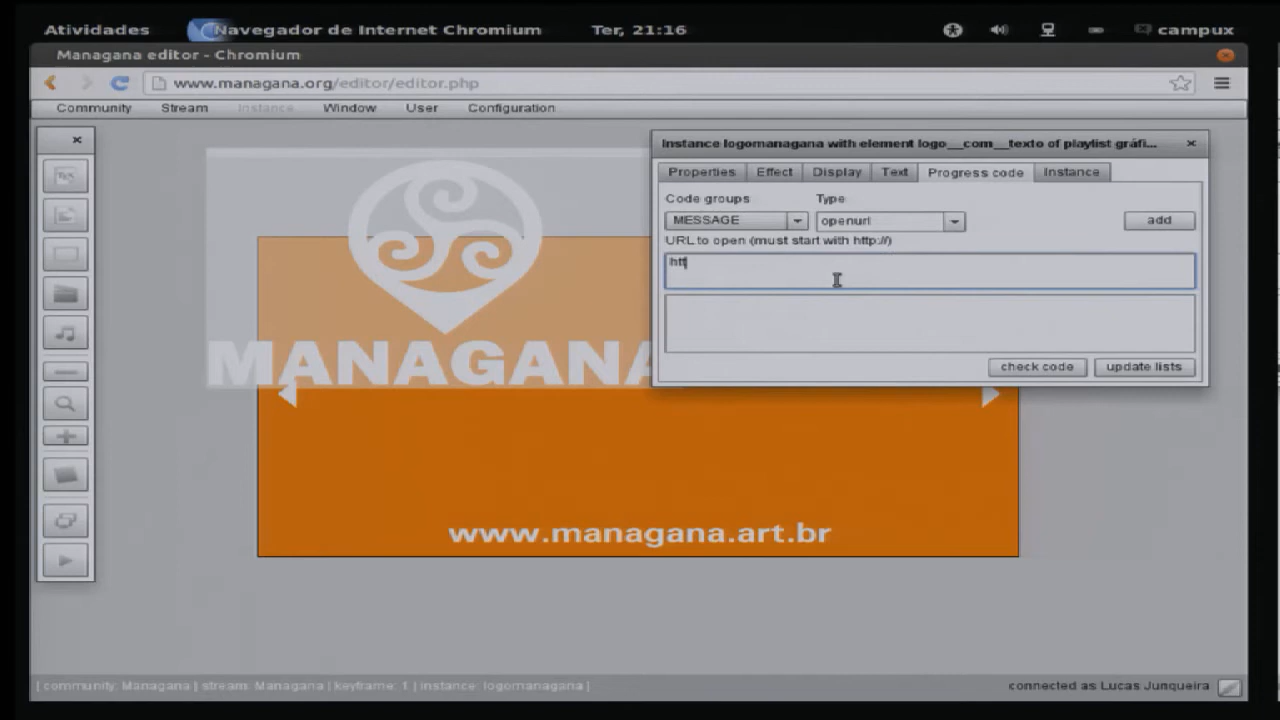 Atividades
Navegador de Internet Chromium
Ter, 21:16
campux
Managana editor - Chromium
www.managana.org/editor/editor.php
Community Stream Instance Window User Configuration
Instance logomanagana with element logo__com__texto of playlist gráfi...
Properties Effect Display Text Progress code Instance
Code groups Type
MESSAGE openurl add
URL to open (must start with http://)
htt
check code update lists
MANAGANA
www.managana.art.br
[ community: Managana | stream: Managana | keyframe: 1 | instance: logomanagana ]
connected as Lucas Junqueira